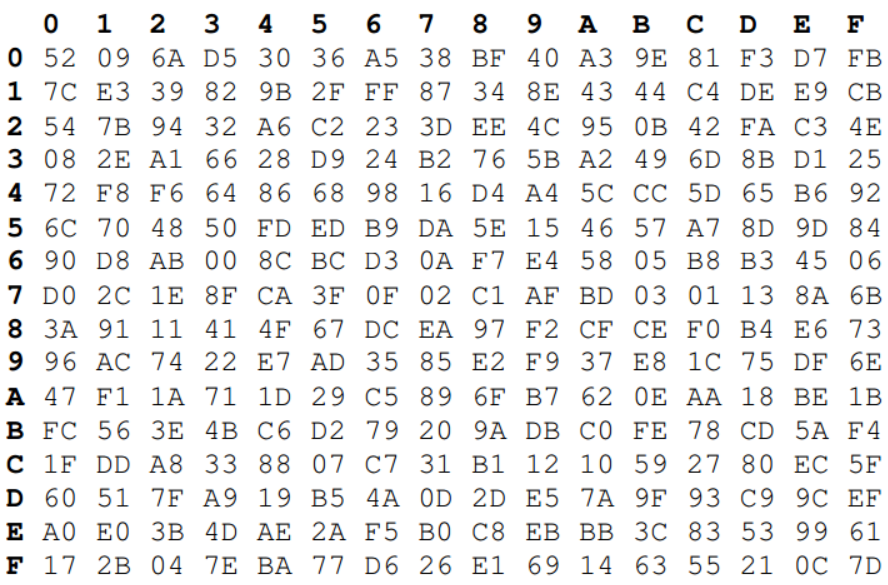 0 1 2 3 4 5 6 7 8 9 A B C D E F
0 52 09 6A D5 30 36 A5 38 BF 40 A3 9E 81 F3 D7 FB
1 7C E3 39 82 9B 2F FF 87 34 8E 43 44 C4 DE E9 CB
2 54 7B 94 32 A6 C2 23 3D EE 4C 95 0B 42 FA C3 4E
3 08 2E A1 66 28 D9 24 B2 76 5B A2 49 6D 8B D1 25
4 72 F8 F6 64 86 68 98 16 D4 A4 5C CC 5D 65 B6 92
5 6C 70 48 50 FD ED B9 DA 5E 15 46 57 A7 8D 9D 84
6 90 D8 AB 00 8C BC D3 0A F7 E4 58 05 B8 B3 45 06
7 D0 2C 1E 8F CA 3F 0F 02 C1 AF BD 03 01 13 8A 6B
8 3A 91 11 41 4F 67 DC EA 97 F2 CF CE F0 B4 E6 73
9 96 AC 74 22 E7 AD 35 85 E2 F9 37 E8 1C 75 DF 6E
A 47 F1 1A 71 1D 29 C5 89 6F B7 62 0E AA 18 BE 1B
B FC 56 3E 4B C6 D2 79 20 9A DB C0 FE 78 CD 5A F4
C 1F DD A8 33 88 07 C7 31 B1 12 10 59 27 80 EC 5F
D 60 51 7F A9 19 B5 4A 0D 2D E5 7A 9F 93 C9 9C EF
E A0 E0 3B 4D AE 2A F5 B0 C8 EB BB 3C 83 53 99 61
F 17 2B 04 7E BA 77 D6 26 E1 69 14 63 55 21 0C 7D